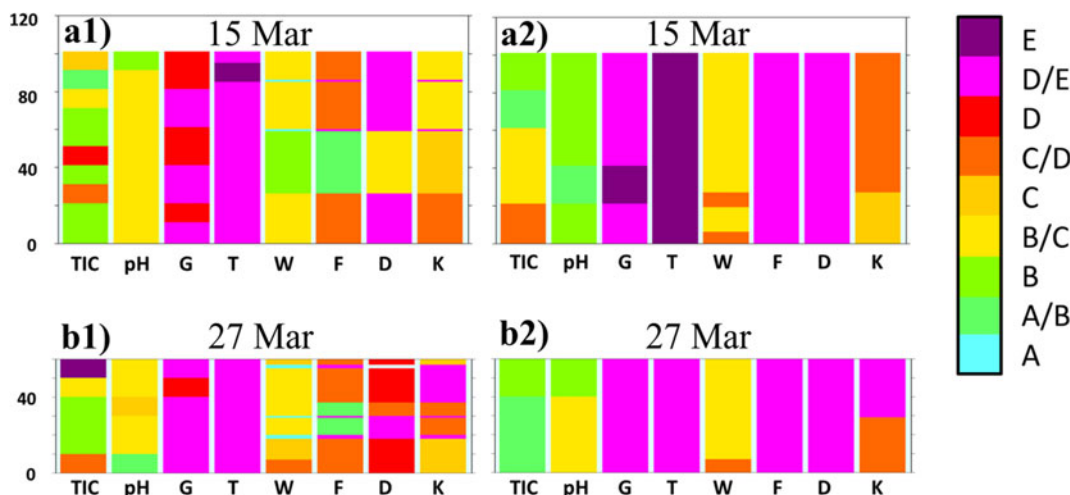 a1) 15 Mar
120
80
40
0
TIC pH G T W F D K
a2) 15 Mar
TIC pH G T W F D K
b1) 27 Mar
40
0
TIC pH G T W F D K
b2) 27 Mar
TIC pH G T W F D K
E
D/E
D
C/D
C
B/C
B
A/B
A